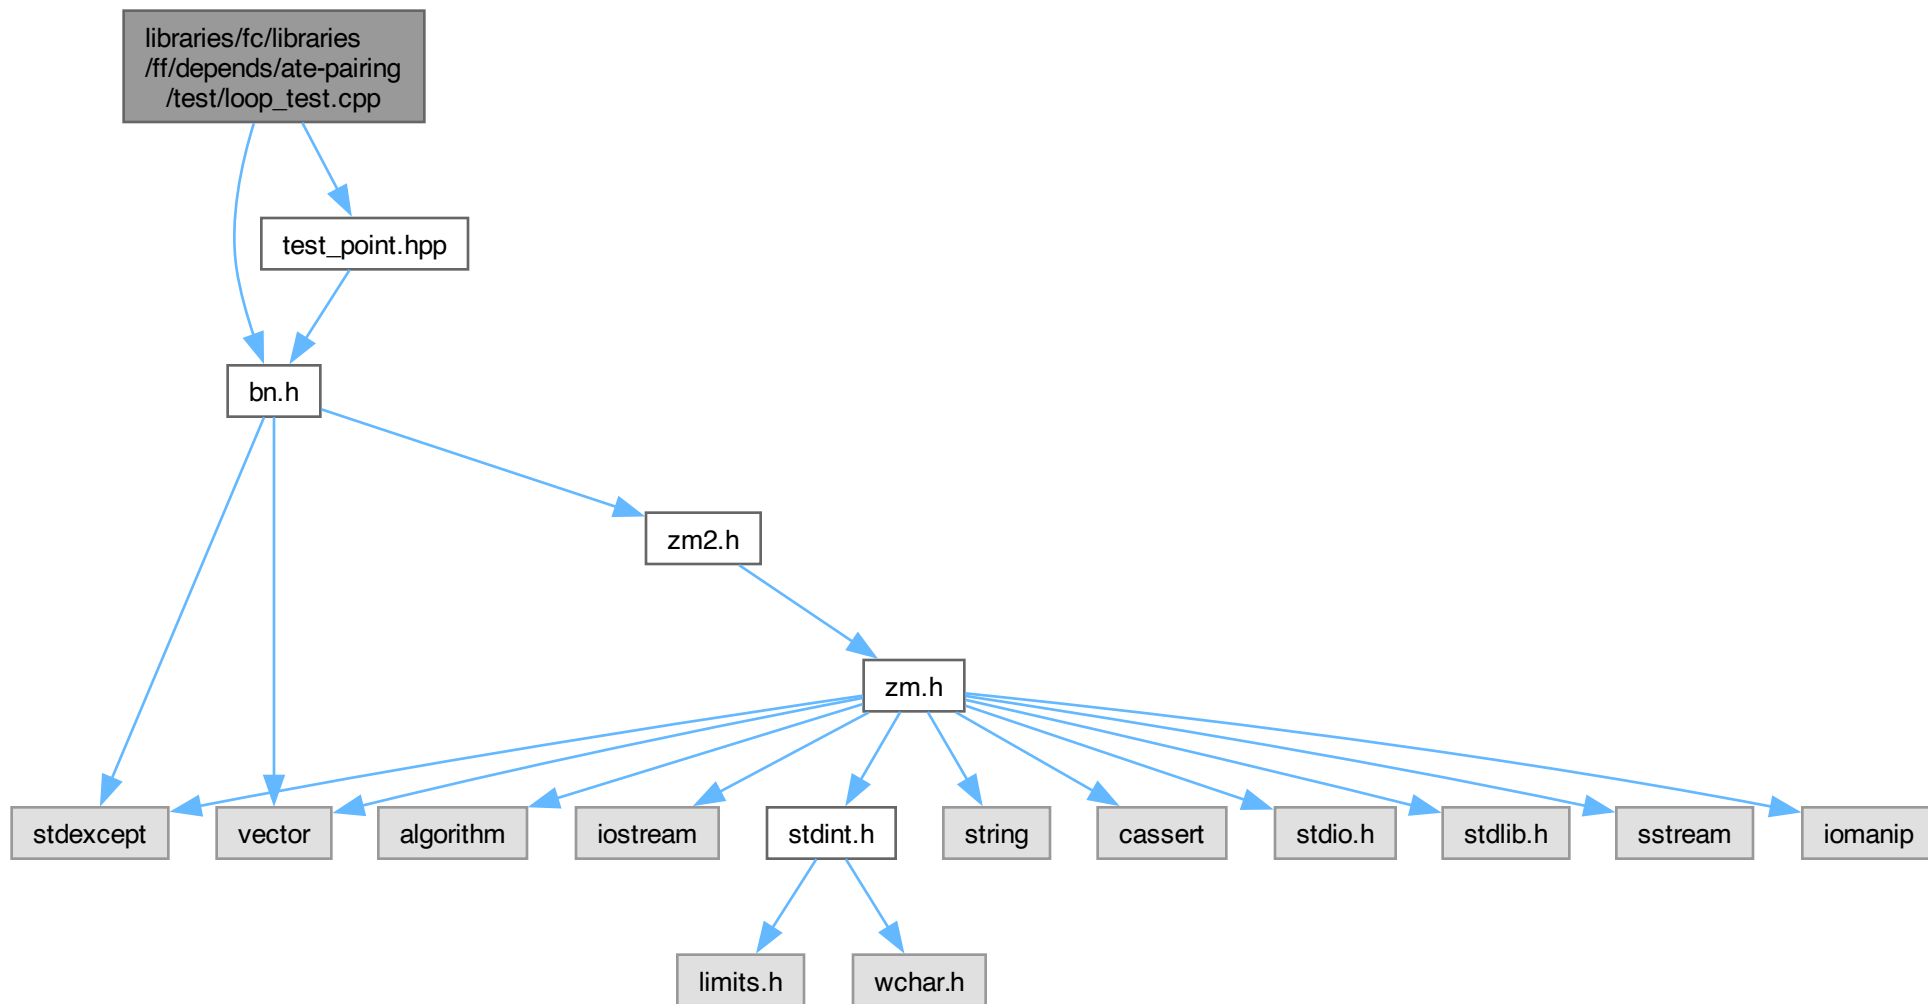 libraries/fc/libraries
/ff/depends/ate-pairing
/test/loop_test.cpp
test_point.hpp
bn.h
zm2.h
zm.h
stdexcept
vector
algorithm
iostream
stdint.h
string
cassert
stdio.h
stdlib.h
sstream
iomanip
limits.h
wchar.h